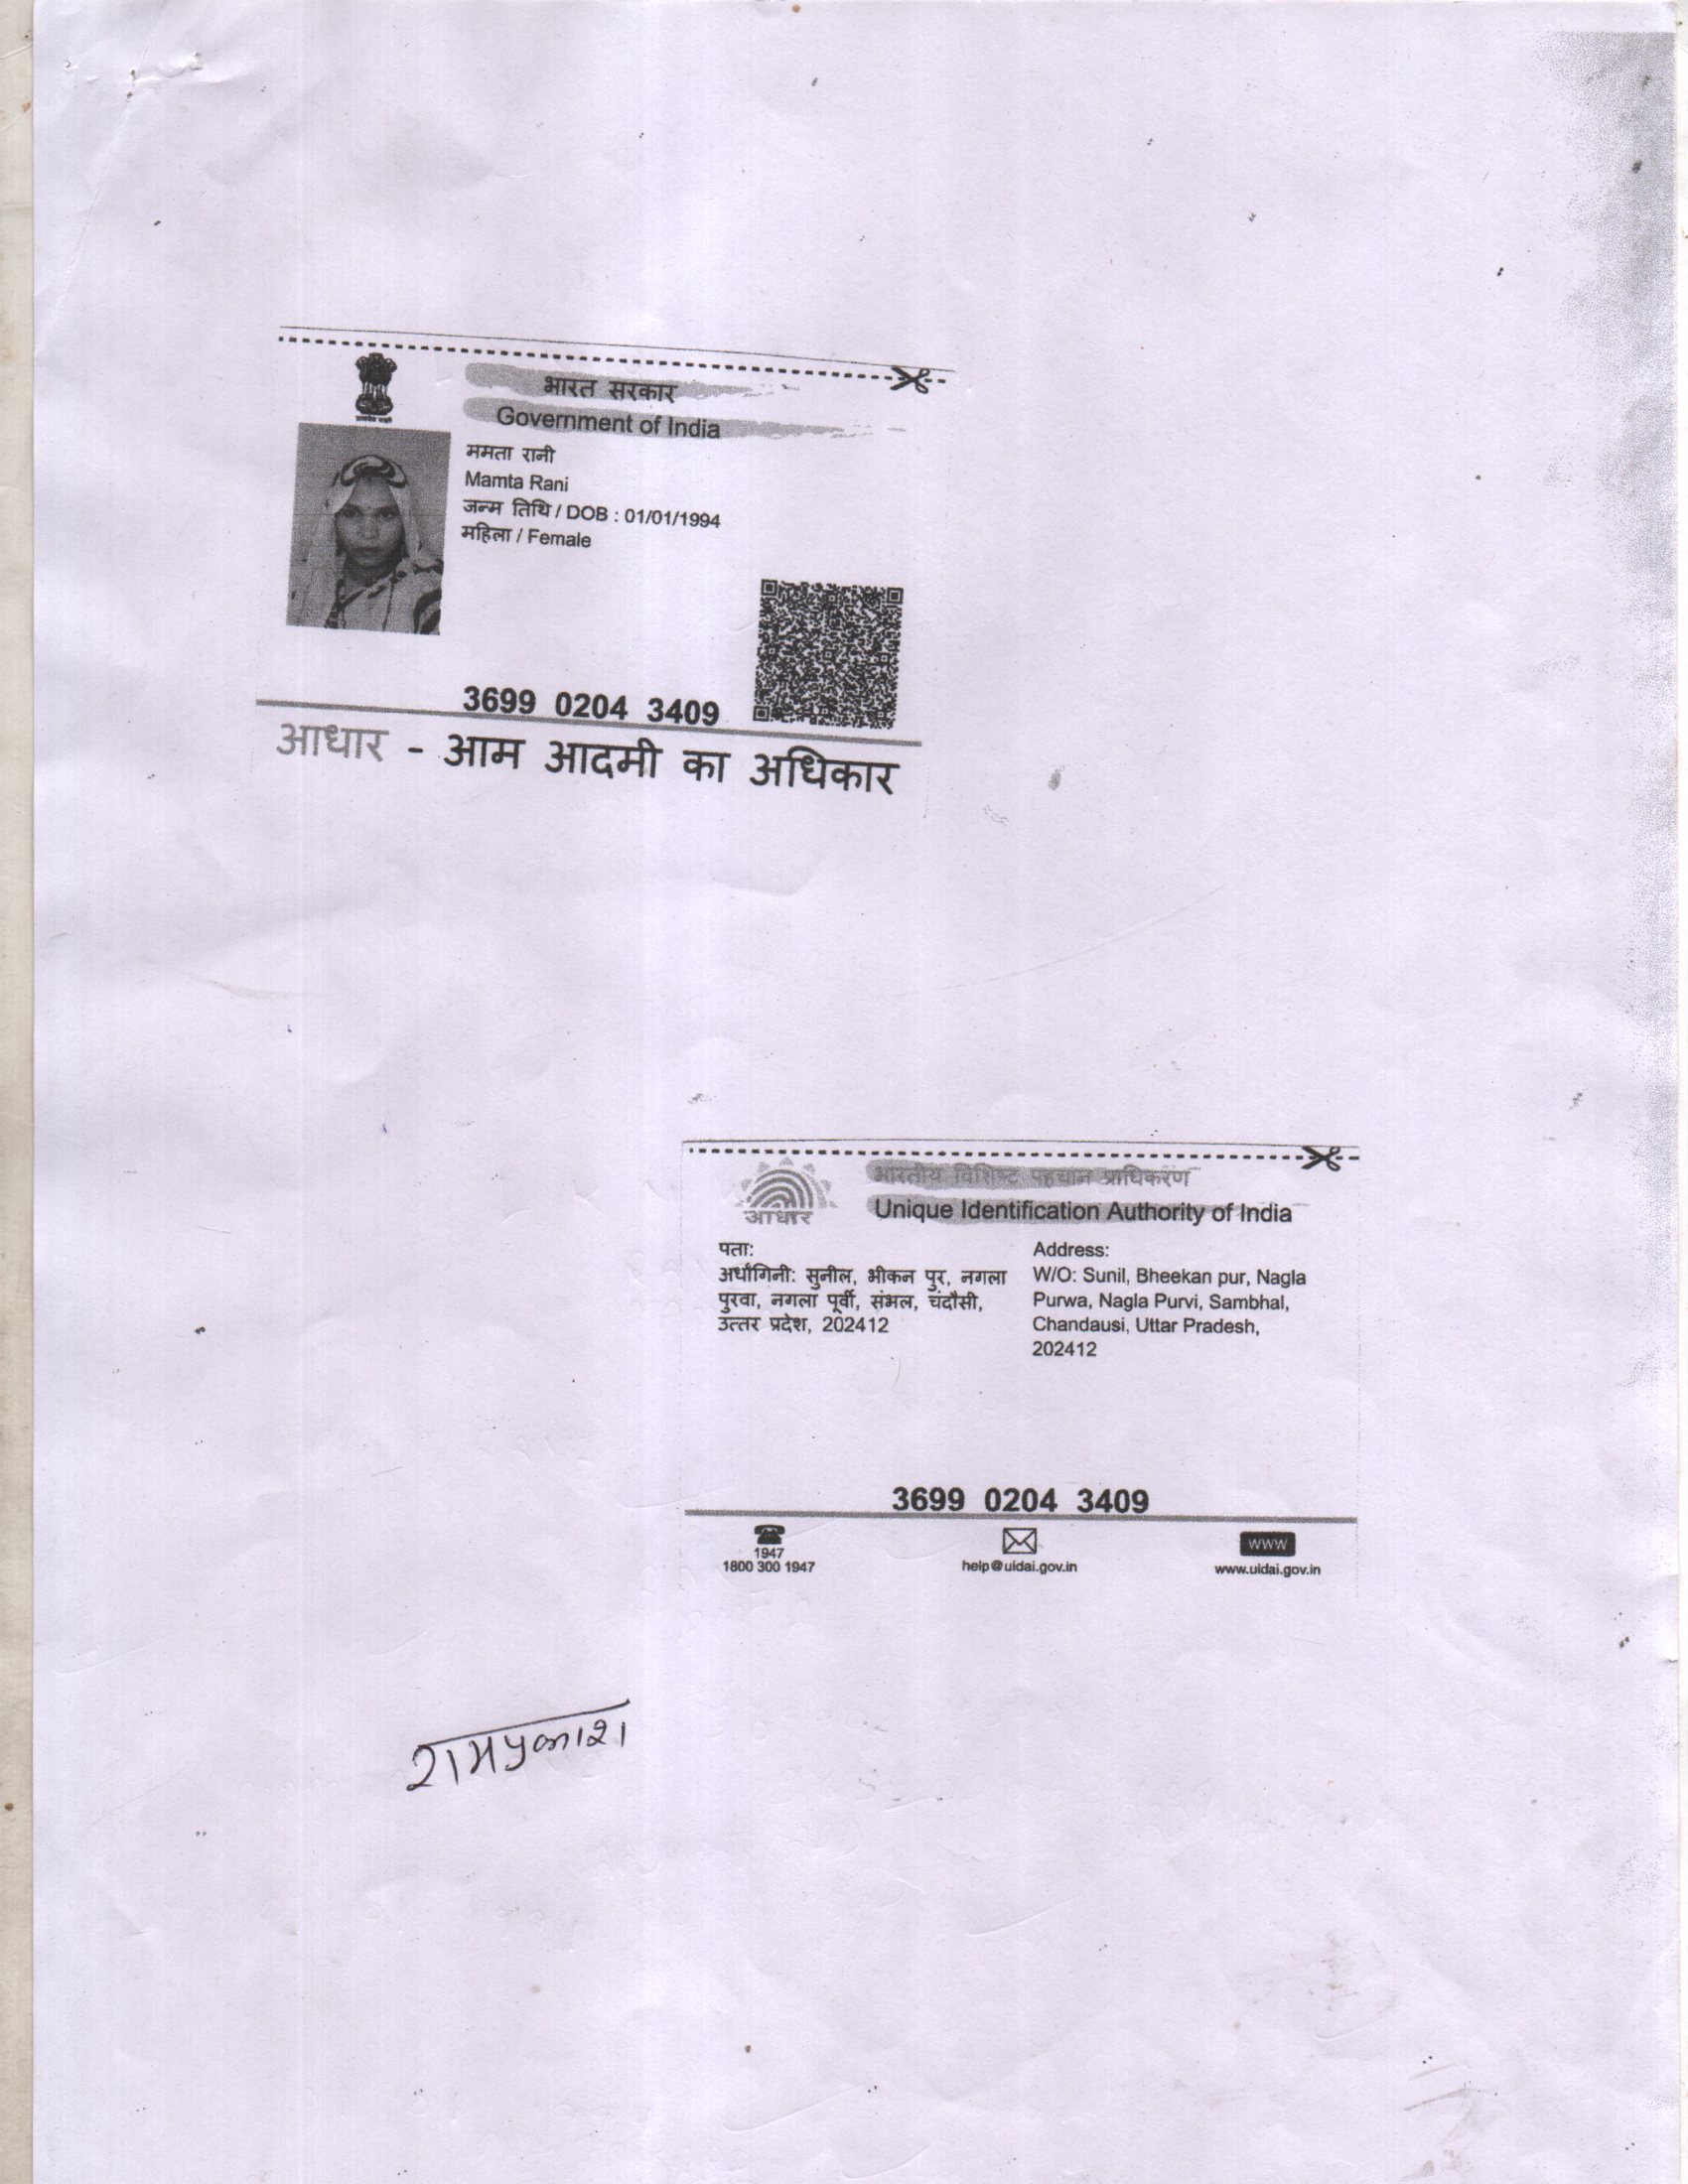 भारत सरकार
Government of India
ममता रानी
Mamta Rani
जन्म तिथि / DOB : 01/01/1994
महिला / Female
3699 0204 3409
आधार - आम आदमी का अधिकार
भारतीय विशिष्ट पहचान प्राधिकरण
Unique Identification Authority of India
आधार
पता:
अर्धांगिनी: सुनील, भीकन पुर, नगला
पुरवा, नगला पूर्वी, संभल, चंदौसी,
उत्तर प्रदेश, 202412
Address:
W/O: Sunil, Bheekan pur, Nagla
Purwa, Nagla Purvi, Sambhal,
Chandausi, Uttar Pradesh,
202412
3699 0204 3409
1947
1800 300 1947
help@uidai.gov.in
www
www.uidai.gov.in
रामप्रकाश